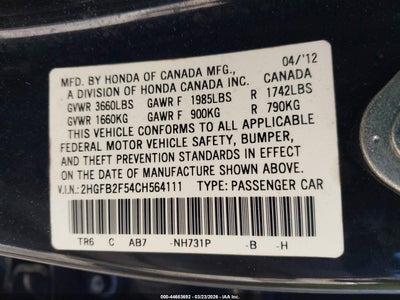 04/'12
MFD. BY HONDA OF CANADA MFG.,
A DIVISION OF HONDA CANADA INC. CANADA
GVWR 3660LBS GAWR F 1985LBS R 1742LBS
GVWR 1660KG GAWR F 900KG R 790KG
THIS VEHICLE CONFORMS TO ALL APPLICABLE
FEDERAL MOTOR VEHICLE SAFETY, BUMPER,
AND THEFT PREVENTION STANDARDS IN EFFECT
ON THE DATE OF MANUFACTURE SHOWN ABOVE.
V.I.N.: 2HGFB2F54CH564111 TYPE: PASSENGER CAR
TR6 C AB7 -NH731P -B -H
000-44603692 - 03/23/2026 - IAAI.COM